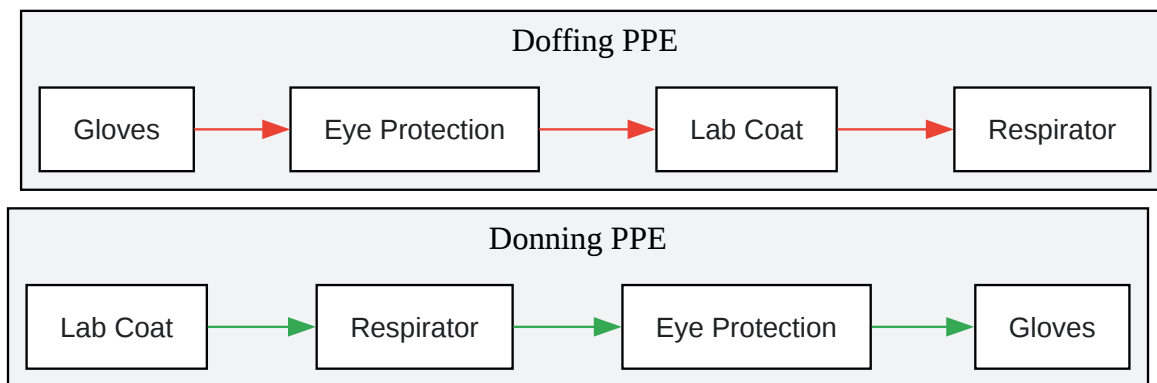 Doffing PPE
Gloves
Eye Protection
Lab Coat
Respirator
Donning PPE
Lab Coat
Respirator
Eye Protection
Gloves